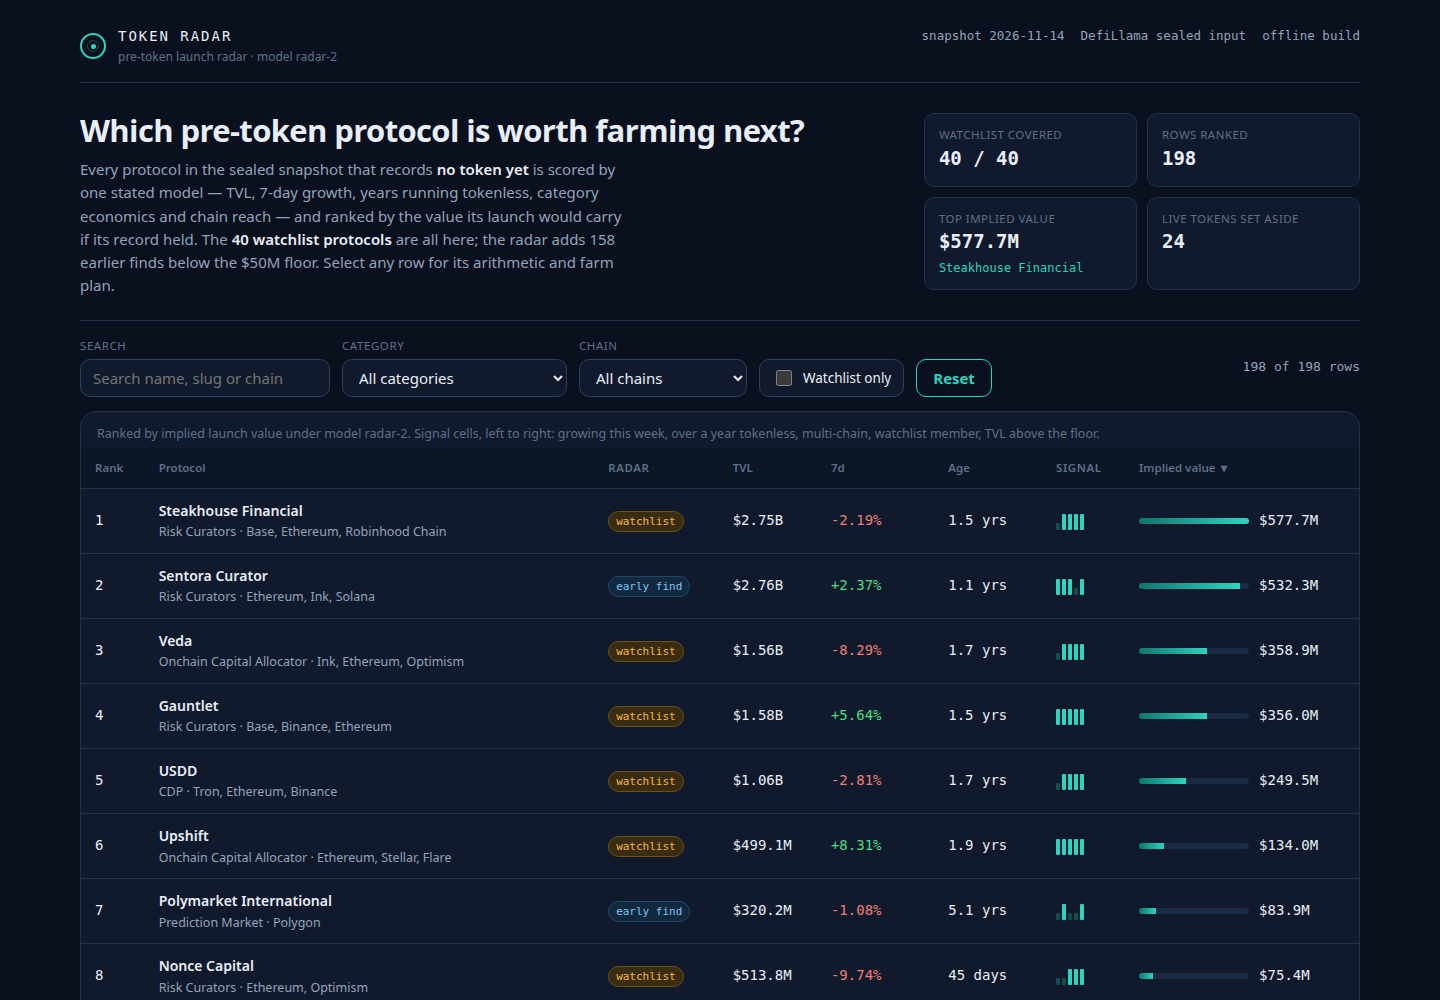 TOKEN RADAR
pre-token launch radar · model radar-2
snapshot 2026-11-14 DefiLlama sealed input offline build
Which pre-token protocol is worth farming next?
Every protocol in the sealed snapshot that records no token yet is scored by
one stated model — TVL, 7-day growth, years running tokenless, category
economics and chain reach — and ranked by the value its launch would carry
if its record held. The 40 watchlist protocols are all here; the radar adds 158
earlier finds below the $50M floor. Select any row for its arithmetic and farm
plan.
WATCHLIST COVERED
40 / 40
ROWS RANKED
198
TOP IMPLIED VALUE
$577.7M
Steakhouse Financial
LIVE TOKENS SET ASIDE
24
SEARCH
Search name, slug or chain
CATEGORY
All categories
CHAIN
All chains
Watchlist only
Reset
198 of 198 rows
Ranked by implied launch value under model radar-2. Signal cells, left to right: growing this week, over a year tokenless, multi-chain, watchlist member, TVL above the floor.
Rank Protocol RADAR TVL 7d Age SIGNAL Implied value ▼
1 Steakhouse Financial watchlist $2.75B -2.19% 1.5 yrs $577.7M
Risk Curators · Base, Ethereum, Robinhood Chain
2 Sentora Curator early find $2.76B +2.37% 1.1 yrs $532.3M
Risk Curators · Ethereum, Ink, Solana
3 Veda watchlist $1.56B -8.29% 1.7 yrs $358.9M
Onchain Capital Allocator · Ink, Ethereum, Optimism
4 Gauntlet watchlist $1.58B +5.64% 1.5 yrs $356.0M
Risk Curators · Base, Binance, Ethereum
5 USDD watchlist $1.06B -2.81% 1.7 yrs $249.5M
CDP · Tron, Ethereum, Binance
6 Upshift watchlist $499.1M +8.31% 1.9 yrs $134.0M
Onchain Capital Allocator · Ethereum, Stellar, Flare
7 Polymarket International early find $320.2M -1.08% 5.1 yrs $83.9M
Prediction Market · Polygon
8 Nonce Capital watchlist $513.8M -9.74% 45 days $75.4M
Risk Curators · Ethereum, Optimism